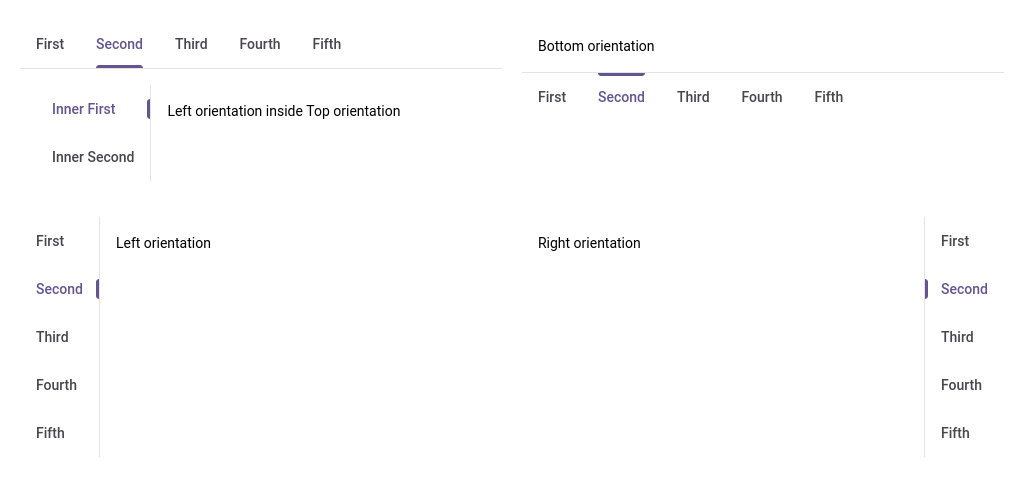 First Second Third Fourth Fifth
Inner First
Inner Second
Left orientation inside Top orientation
Bottom orientation
First Second Third Fourth Fifth
First
Second
Third
Fourth
Fifth
Left orientation
Right orientation
First
Second
Third
Fourth
Fifth